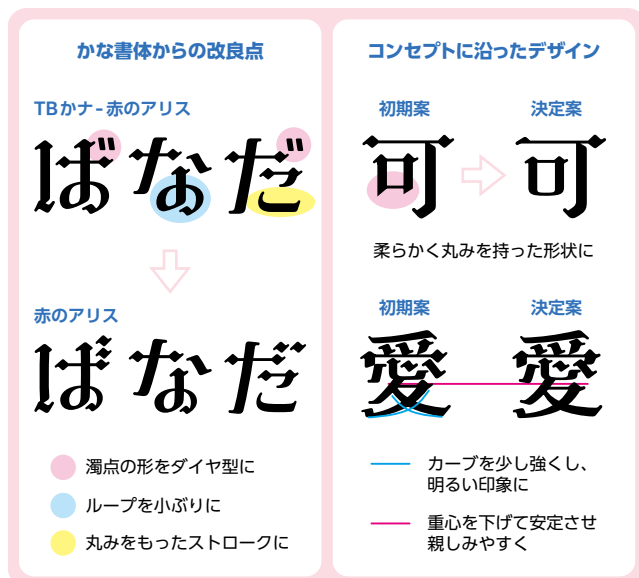 かな書体からの改良点
TBかナ-赤のアリス
ばなだ
赤のアリス
ばなだ
濁点の形をダイヤ型に
ループを小ぶりに
丸みをもったストロークに
コンセプトに沿ったデザイン
初期案 決定案
可 可
柔らかく丸みを持った形状に
初期案 決定案
愛 愛
カーブを少し強くし、
明るい印象に
重心を下げて安定させ
親しみやすく